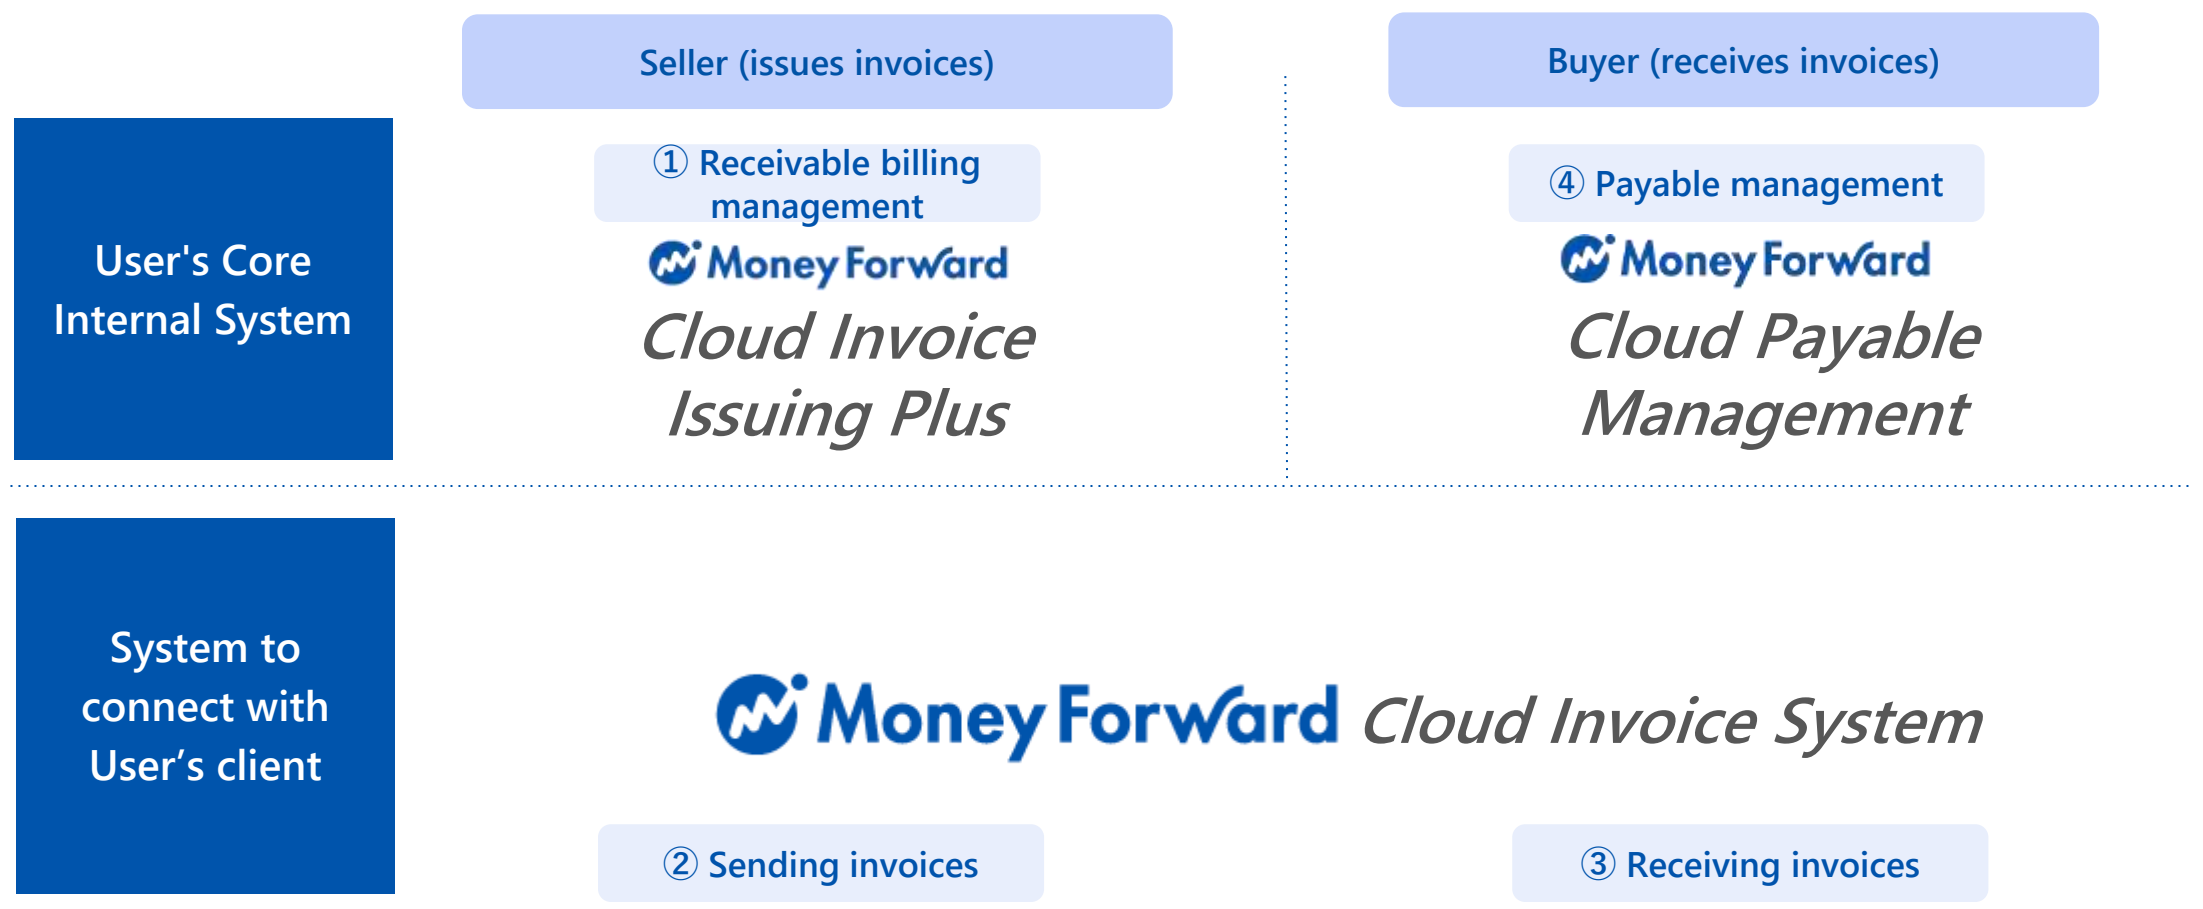 Seller (issues invoices)
Buyer (receives invoices)
User's Core
Internal System
① Receivable billing
management
Money Forward
Cloud Invoice
Issuing Plus
④ Payable management
Money Forward
Cloud Payable
Management
System to
connect with
User’s client
Money Forward Cloud Invoice System
② Sending invoices
③ Receiving invoices